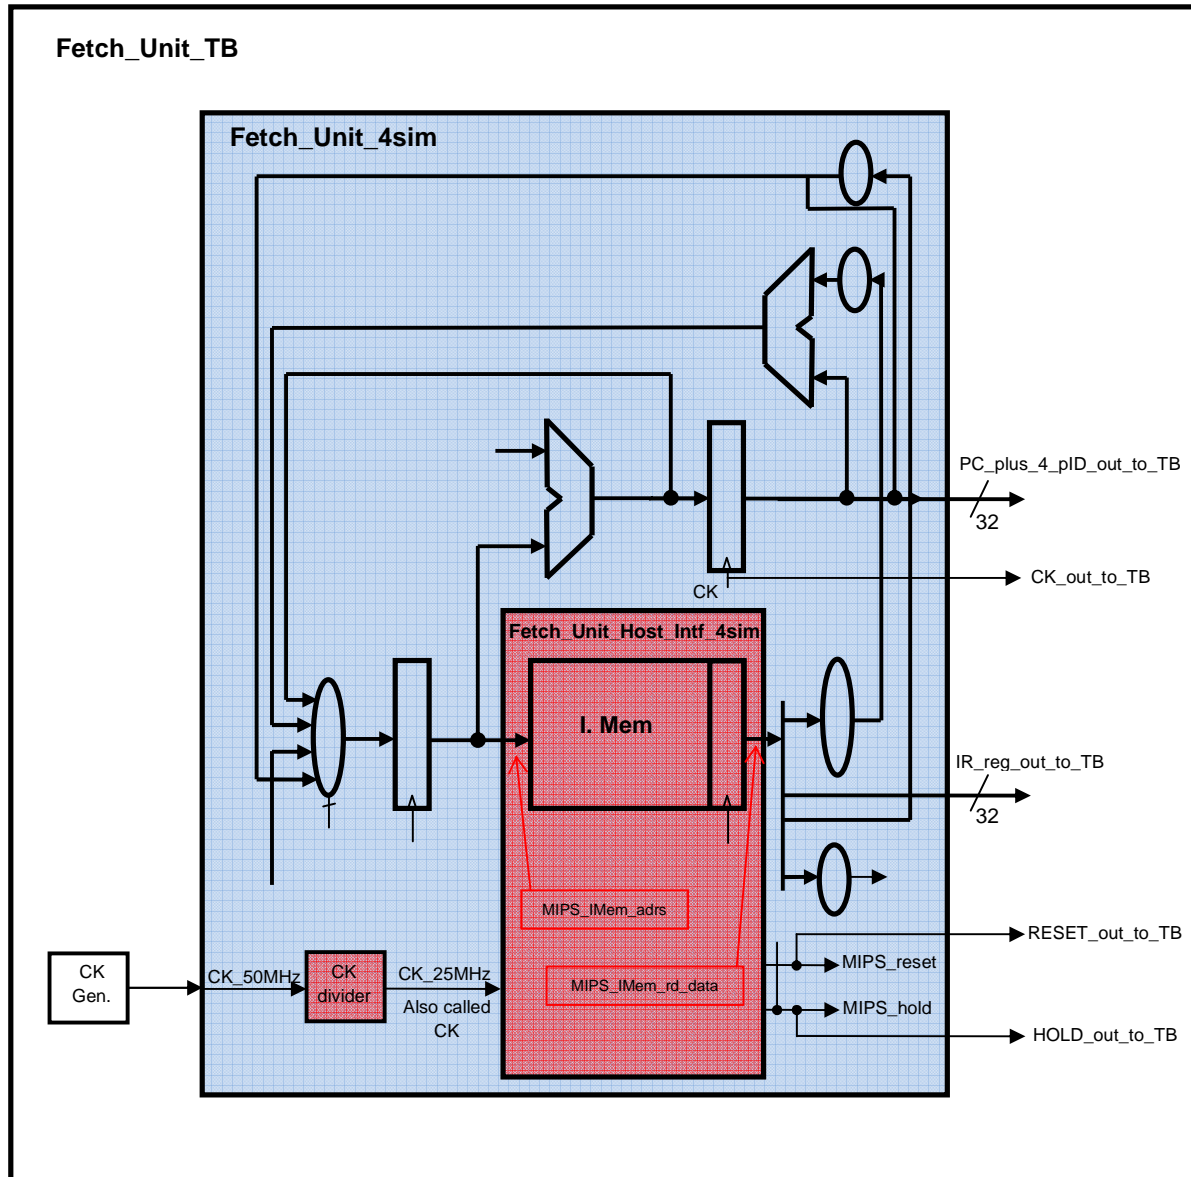 Fetch_Unit_TB
Fetch_Unit_4sim
PC_plus_4_pID_out_to_TB
32
CK
CK_out_to_TB
Fetch_Unit_Host_Intf_4sim
I. Mem
IR_reg_out_to_TB
32
MIPS_IMem_adrs
RESET_out_to_TB
MIPS_reset
CK
Gen.
CK_50MHz
CK
divider
CK_25MHz
Also called
CK
MIPS_IMem_rd_data
MIPS_hold
HOLD_out_to_TB